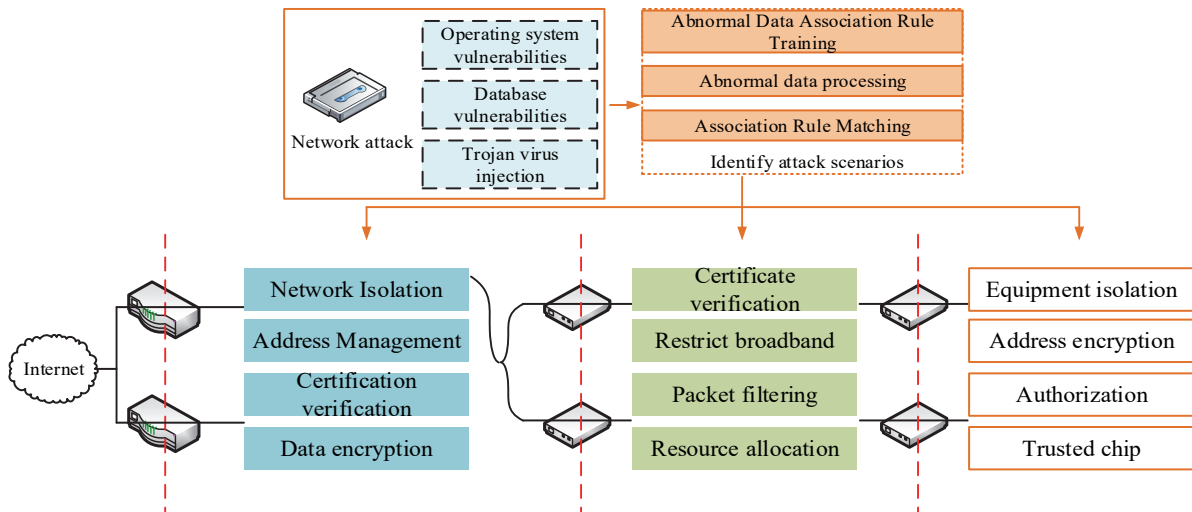 Network attack
Operating system
vulnerabilities
Database
vulnerabilities
Trojan virus
injection
Abnormal Data Association Rule
Training
Abnormal data processing
Association Rule Matching
Identify attack scenarios
Internet
Network Isolation
Address Management
Certification
verification
Data encryption
Certificate
verification
Restrict broadband
Packet filtering
Resource allocation
Equipment isolation
Address encryption
Authorization
Trusted chip